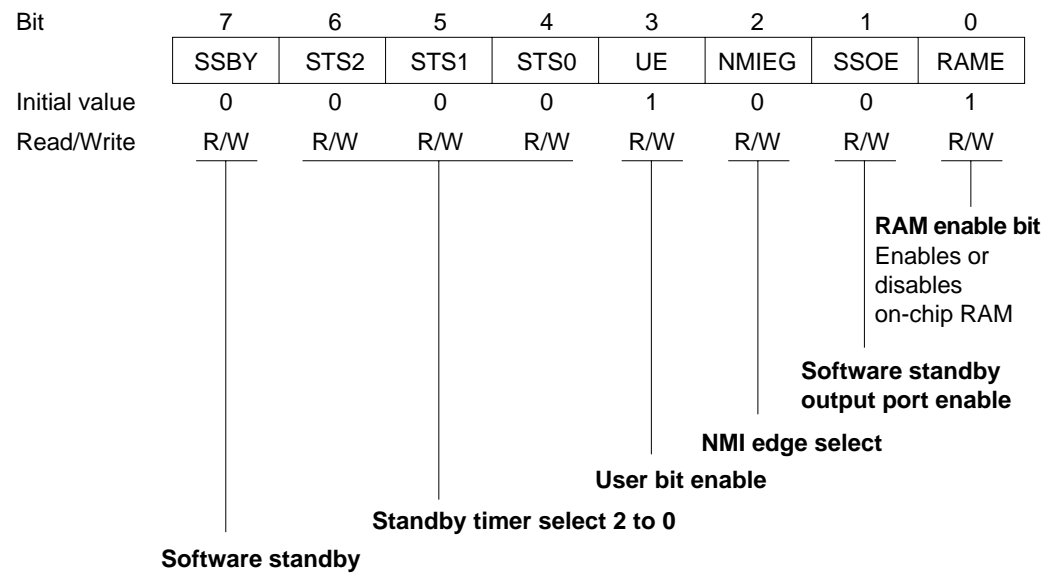 Bit 7 6 5 4 3 2 1 0
SSBY STS2 STS1 STS0 UE NMIEG SSOE RAME
Initial value 0 0 0 0 1 0 0 1
Read/Write R/W R/W R/W R/W R/W R/W R/W R/W
RAM enable bit
Enables or
disables
on-chip RAM
Software standby
output port enable
NMI edge select
User bit enable
Standby timer select 2 to 0
Software standby